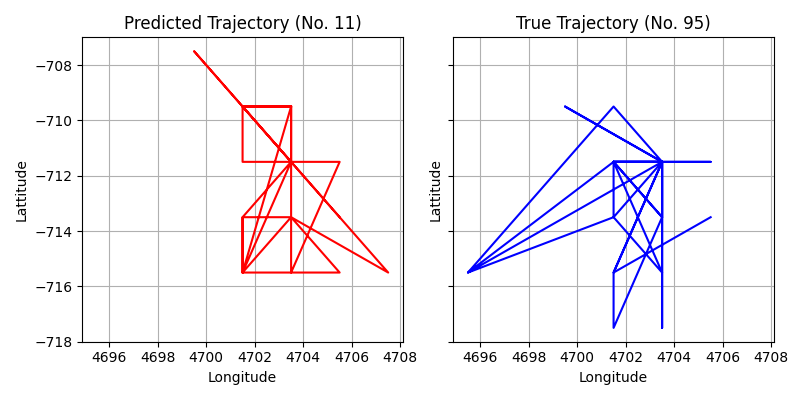 Predicted Trajectory (No. 11)
True Trajectory (No. 95)
Lattitude
−708
−710
−712
−714
−716
−718
4696 4698 4700 4702 4704 4706 4708
Longitude
Lattitude
4696 4698 4700 4702 4704 4706 4708
Longitude